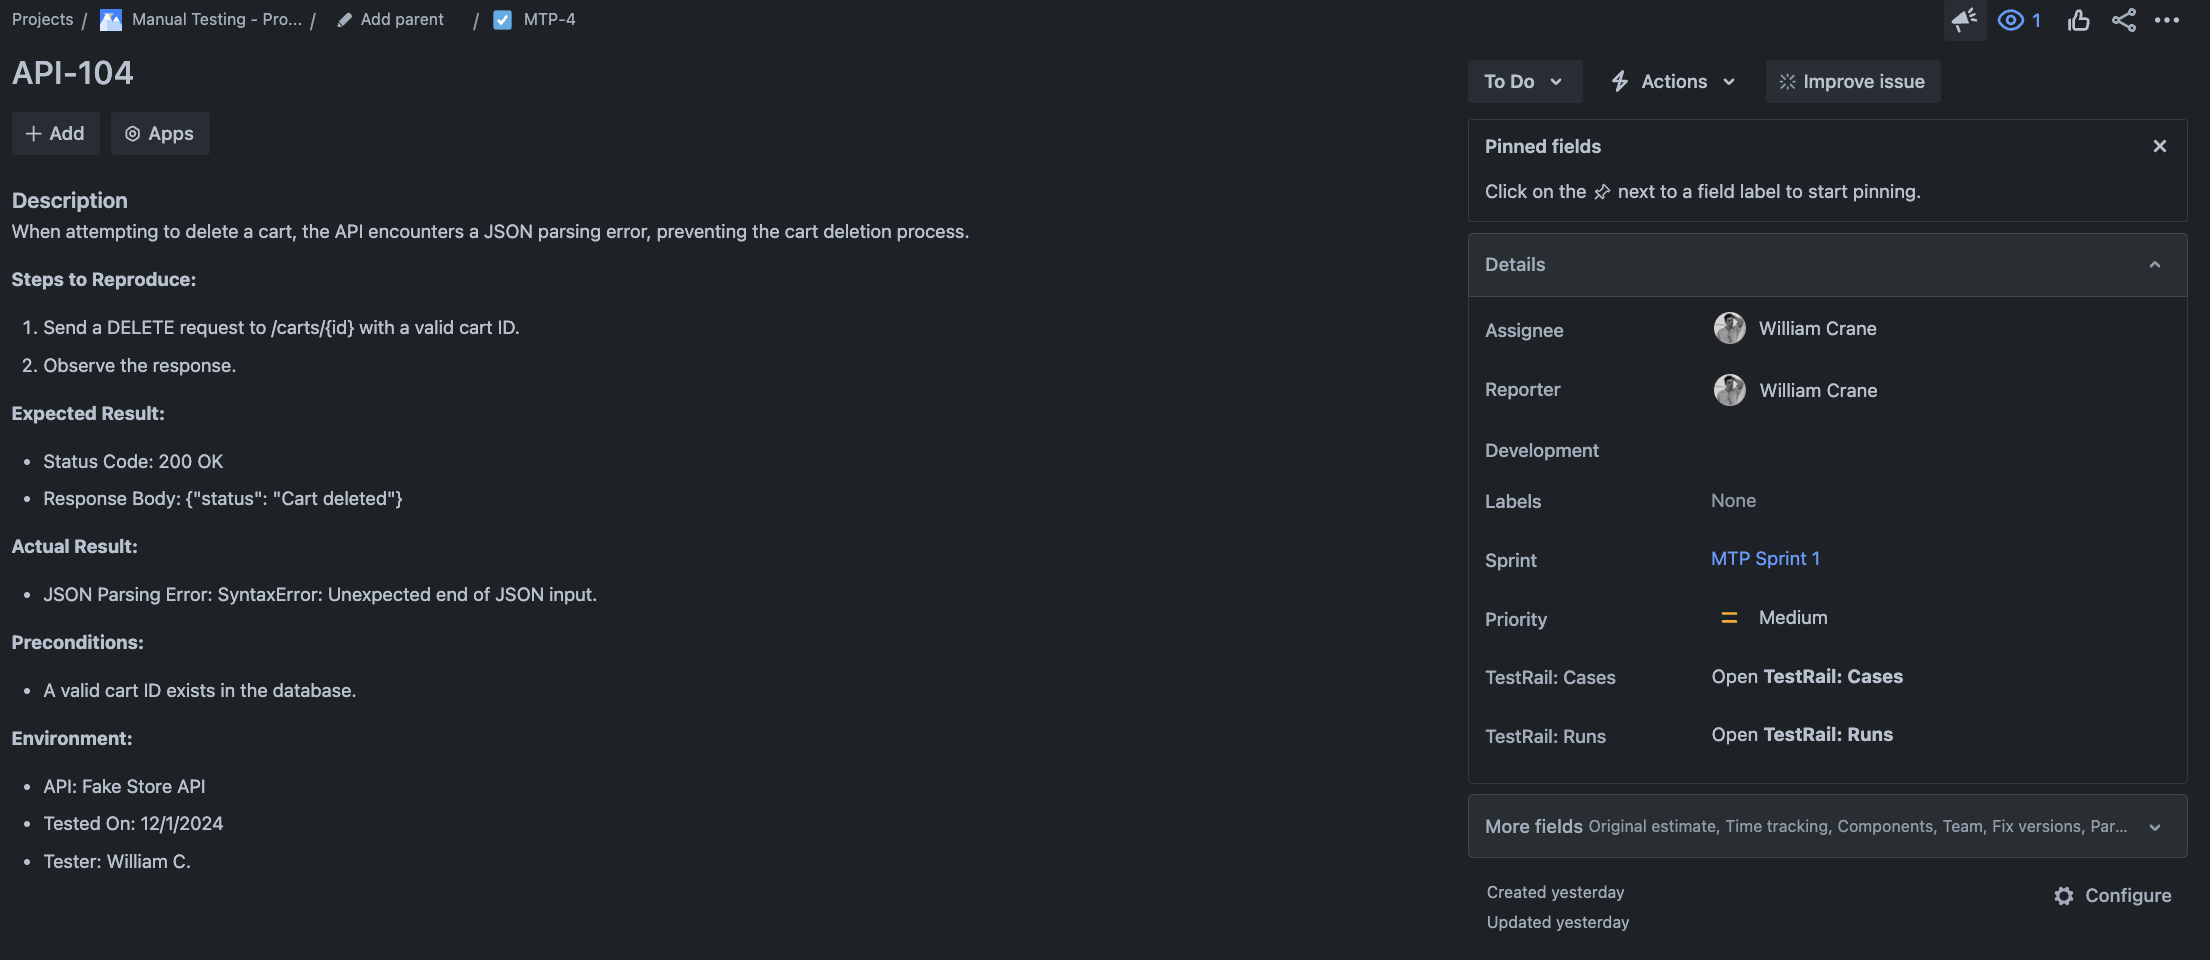 Projects / Manual Testing - Pro... / Add parent / MTP-4
1
API-104
To Do Actions Improve issue
Add Apps
Pinned fields
Click on the next to a field label to start pinning.
Description
When attempting to delete a cart, the API encounters a JSON parsing error, preventing the cart deletion process.
Steps to Reproduce:
1. Send a DELETE request to /carts/{id} with a valid cart ID.
2. Observe the response.
Expected Result:
• Status Code: 200 OK
• Response Body: {"status": "Cart deleted"}
Actual Result:
• JSON Parsing Error: SyntaxError: Unexpected end of JSON input.
Preconditions:
• A valid cart ID exists in the database.
Environment:
• API: Fake Store API
• Tested On: 12/1/2024
• Tester: William C.
Details
Assignee William Crane
Reporter William Crane
Development
Labels None
Sprint MTP Sprint 1
Priority Medium
TestRail: Cases Open TestRail: Cases
TestRail: Runs Open TestRail: Runs
More fields Original estimate, Time tracking, Components, Team, Fix versions, Par...
Created yesterday
Updated yesterday
Configure